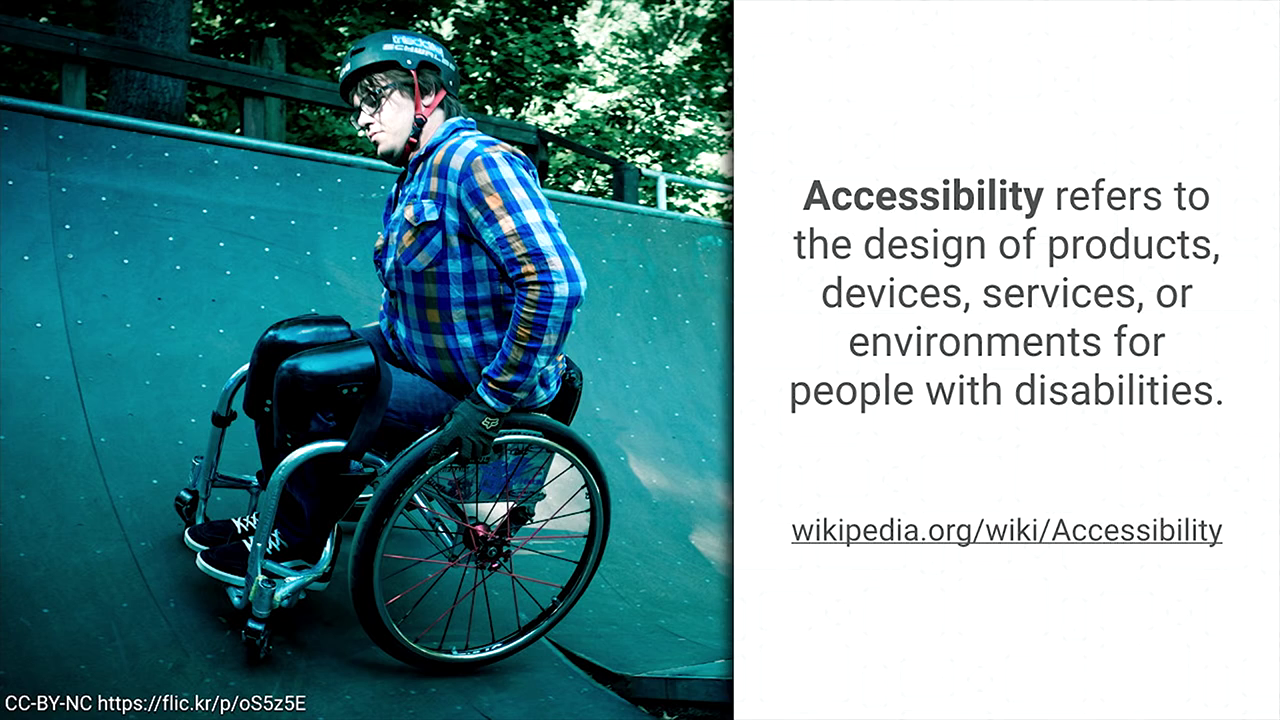 SCHWALBE
Accessibility refers to
the design of products,
devices, services, or
environments for
people with disabilities.
wikipedia.org/wiki/Accessibility
CC-BY-NC https://flic.kr/p/oS5z5E